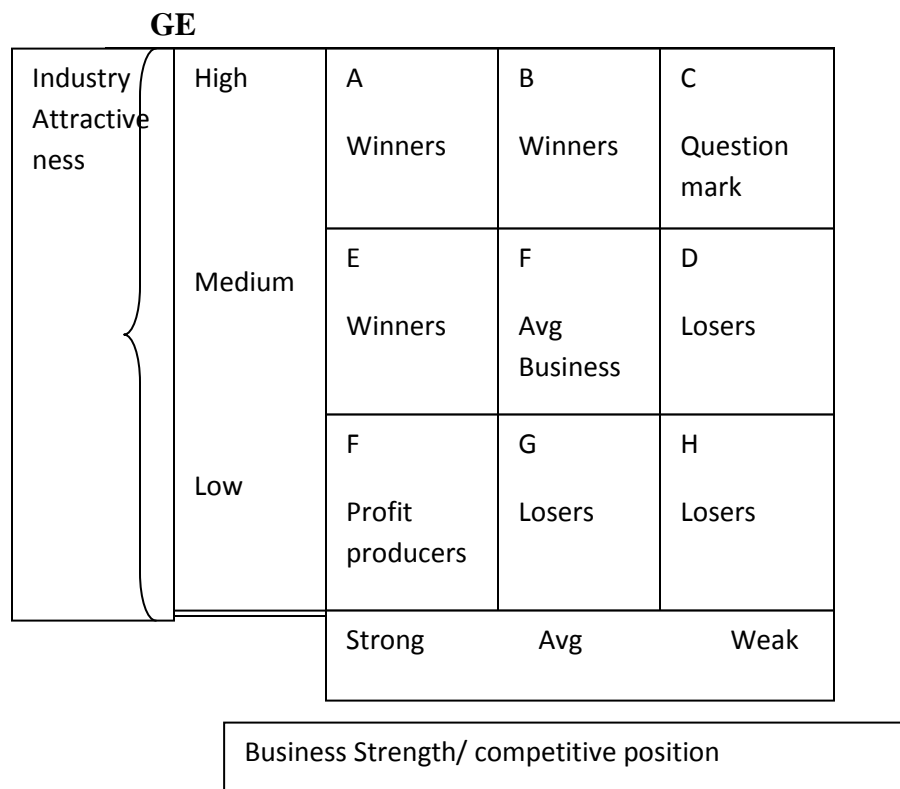 GE
Industry
Attractive
ness
High
A
B
C
Winners
Winners
Question
mark
Medium
E
F
D
Winners
Avg
Business
Losers
Low
F
G
H
Profit
producers
Losers
Losers
Strong Avg Weak
Business Strength/ competitive position